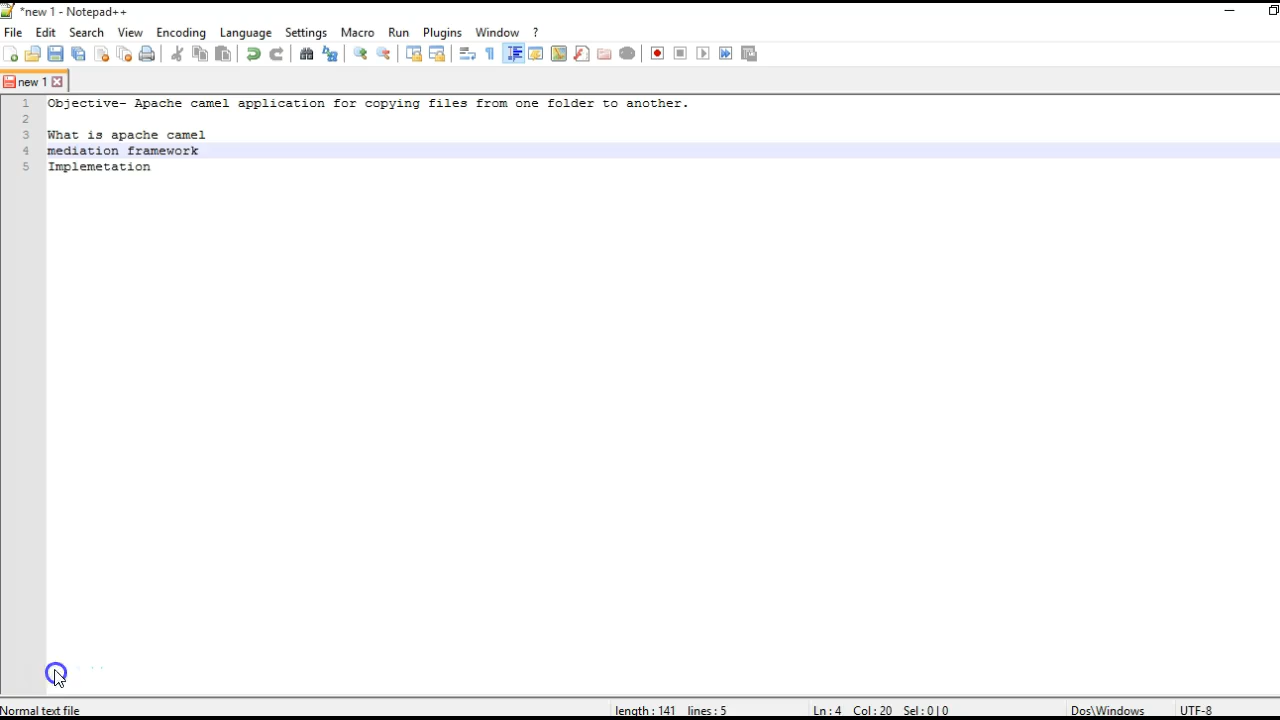 *new 1 - Notepad++
File Edit Search View Encoding Language Settings Macro Run Plugins Window ?
new 1
1 Objective- Apache camel application for copying files from one folder to another.
2
3 What is apache camel
4 mediation framework
5 Implemetation
Normal text file length : 141 lines : 5 Ln : 4 Col : 20 Sel : 0 | 0 Dos\Windows UTF-8